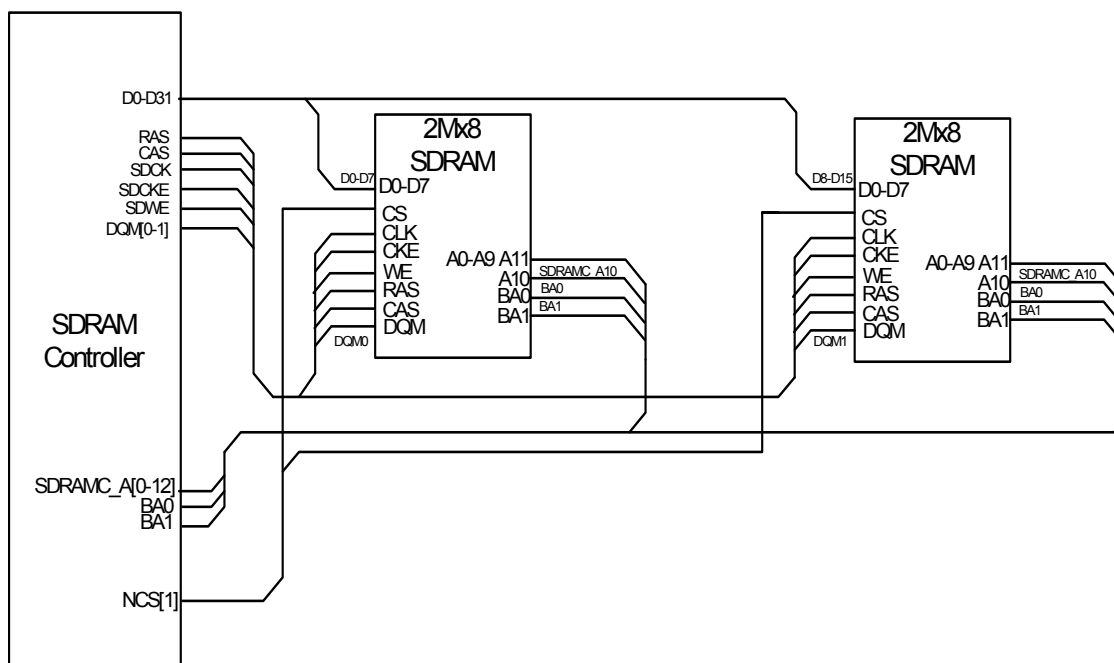 D0-D31
RAS
CAS
SDCK
SDCKE
SDWE
DQM[0-1]
SDRAM
Controller
SDRAMC_A[0-12]
BA0
BA1
NCS[1]
2Mx8
SDRAM
D0-D7
D0-D7
CS
CLK
CKE
WE
RAS
CAS
DQM
DQM0
A0-A9 A11
A10
BA0
BA1
SDRAMC_A10
BA0
BA1
2Mx8
SDRAM
D8-D15
D0-D7
CS
CLK
CKE
WE
RAS
CAS
DQM
DQM1
A0-A9 A11
A10
BA0
BA1
SDRAMC_A10
BA0
BA1